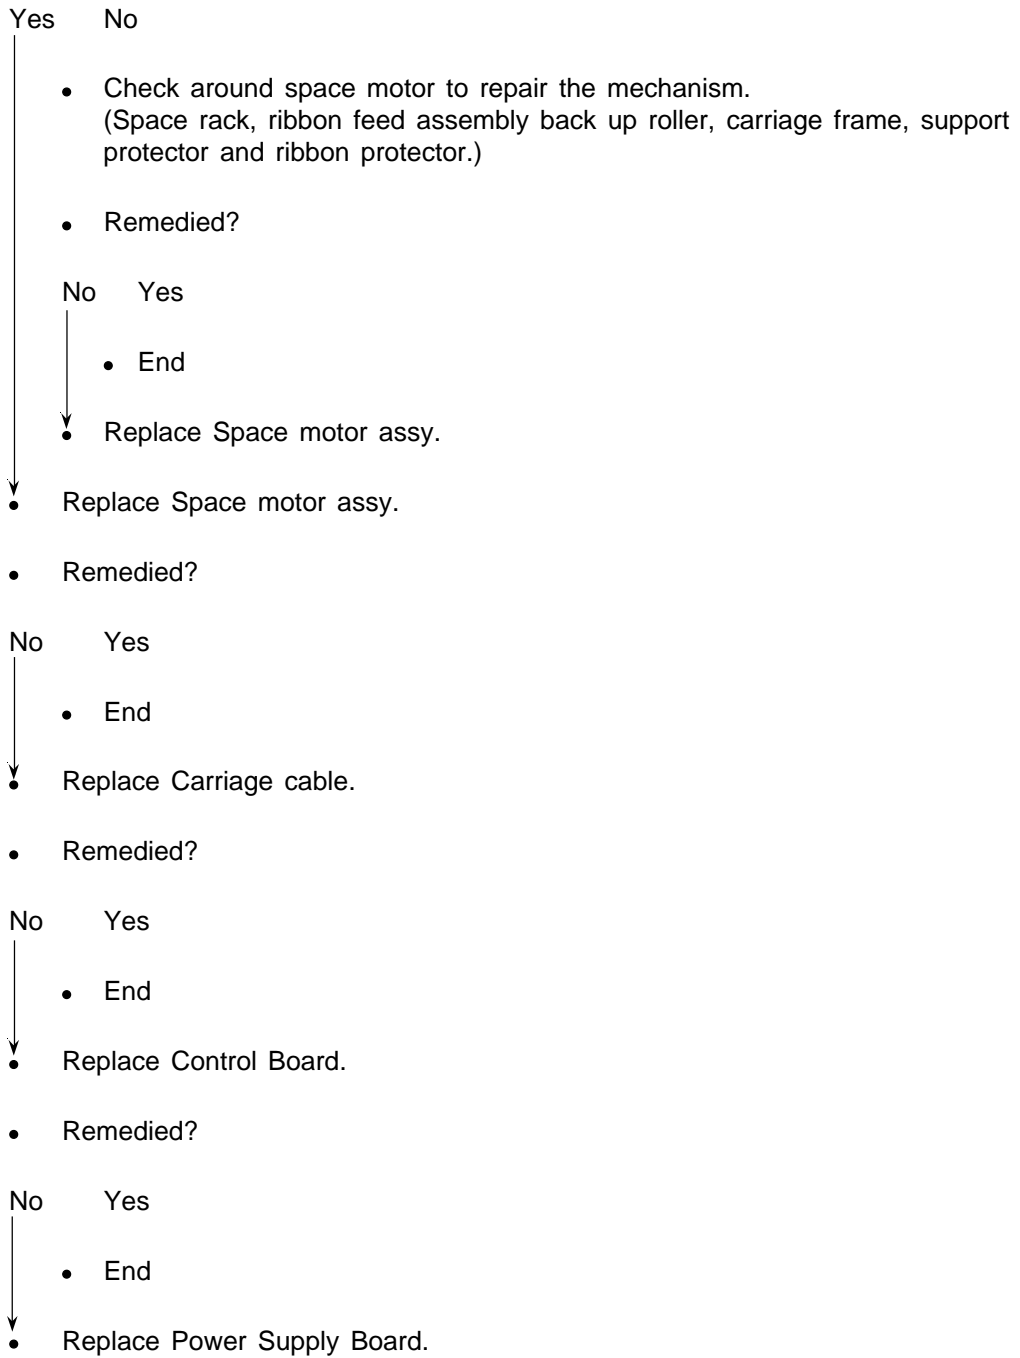 Yes No
• Check around space motor to repair the mechanism.
(Space rack, ribbon feed assembly back up roller, carriage frame, support
protector and ribbon protector.)
• Remedied?
No Yes
• End
• Replace Space motor assy.
• Replace Space motor assy.
• Remedied?
No Yes
• End
• Replace Carriage cable.
• Remedied?
No Yes
• End
• Replace Control Board.
• Remedied?
No Yes
• End
• Replace Power Supply Board.